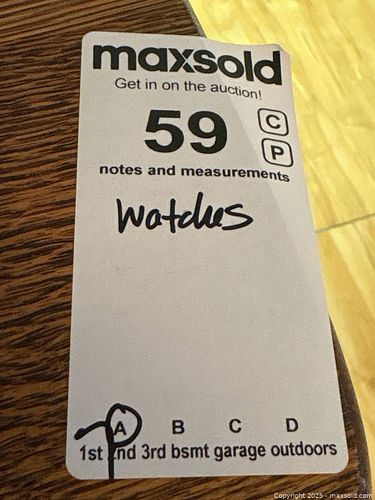 maxsold
Get in on the auction!
59
C
P
notes and measurements
Watches
A B C D
1st 2nd 3rd bsmt garage outdoors
Copyright 2025 - maxsold.com